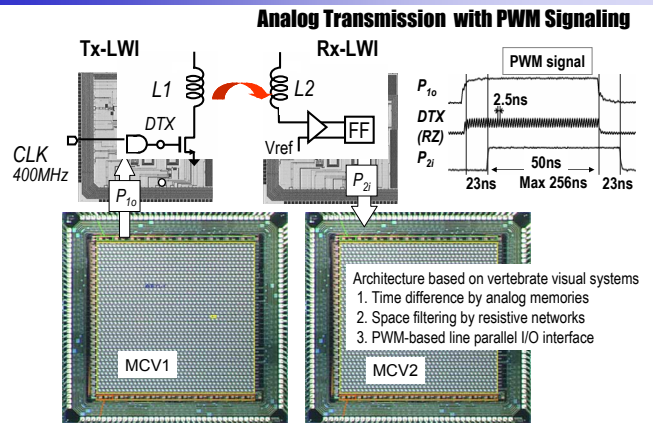 Analog Transmission with PWM Signaling
Tx-LWI
Rx-LWI
L1
L2
DTX
CLK
400MHz
Vref
FF
P1o
P2i
PWM signal
P1o
DTX
(RZ)
P2i
2.5ns
50ns
23ns
Max 256ns
23ns
Architecture based on vertebrate visual systems
1. Time difference by analog memories
2. Space filtering by resistive networks
3. PWM-based line parallel I/O interface
MCV1
MCV2